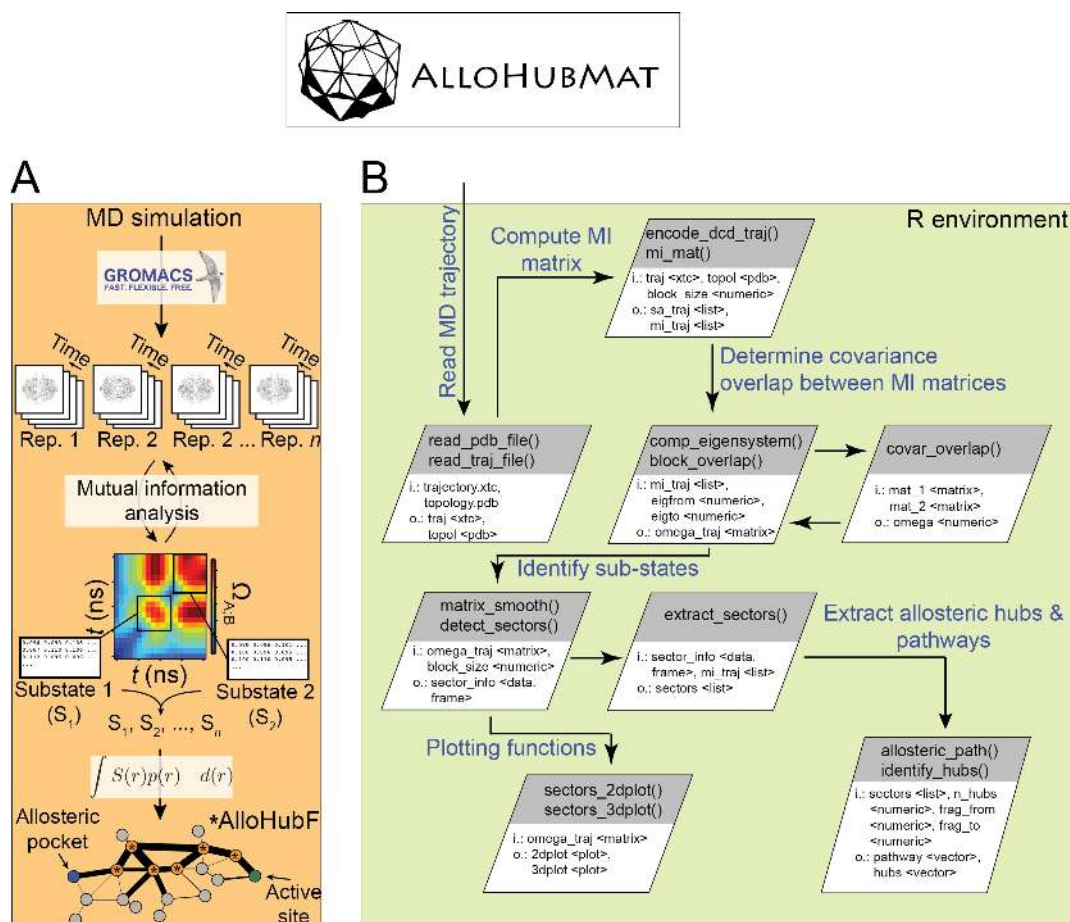 ALLOHUBMAT
A
MD simulation
GROMACS
FAST. FLEXIBLE. FREE.
Time Time Time Time
Rep. 1 Rep. 2 Rep. 2 ... Rep. n
Mutual information
analysis
t (ns)
Ω A:B
t (ns)
Substate 1
(S1)
Substate 2
(S2)
S1, S2, ..., Sn
∫ S(r)p(r) d(r)
*AlloHubF
Allosteric
pocket
Active
site
B
R environment
Read MD trajectory
Compute MI
matrix
encode_dcd_traj()
mi_mat()
i.: traj <xtc>, topol <pdb>,
block_size <numeric>
o.: sa_traj <list>,
mi_traj <list>
Determine covariance
overlap between MI matrices
read_pdb_file()
read_traj_file()
i.: trajectory.xtc,
topology.pdb
o.: traj <xtc>,
topol <pdb>
comp_eigensystem()
block_overlap()
i.: mi_traj <list>,
eigfrom <numeric>,
eigto <numeric>
o.: omega_traj <matrix>
covar_overlap()
i.: mat_1 <matrix>,
mat_2 <matrix>
o.: omega <numeric>
Identify sub-states
matrix_smooth()
detect_sectors()
i.: omega_traj <matrix>,
block_size <numeric>
o.: sector_info <data.
frame>
extract_sectors()
i.: sector_info <data.
frame>, mi_traj <list>
o.: sectors <list>
Extract allosteric hubs &
pathways
Plotting functions
sectors_2dplot()
sectors_3dplot()
i.: omega_traj <matrix>
o.: 2dplot <plot>,
3dplot <plot>
allosteric_path()
identify_hubs()
i.: sectors <list>, n_hubs
<numeric>, frag_from
<numeric>, frag_to
<numeric>
o.: pathway <vector>,
hubs <vector>